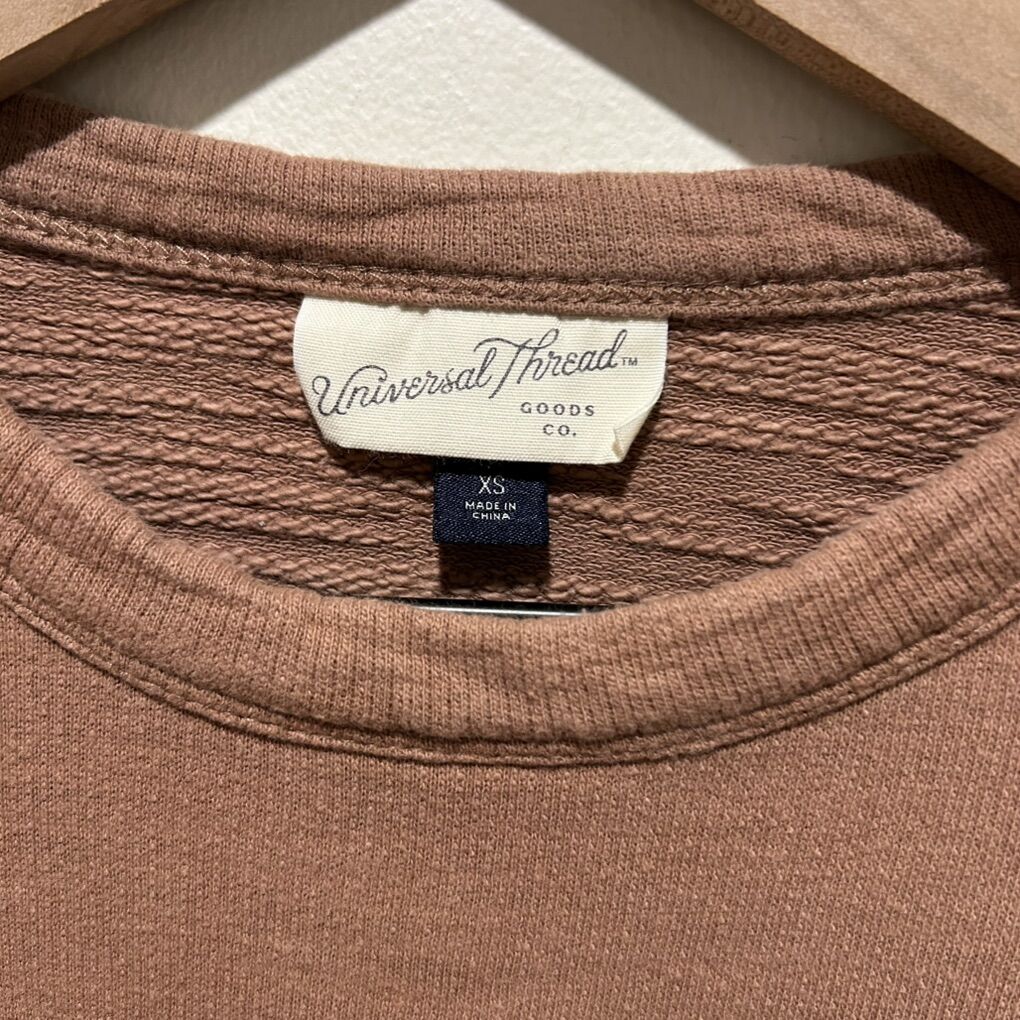 Universal Thread™
GOODS
CO.
XS
MADE IN
CHINA